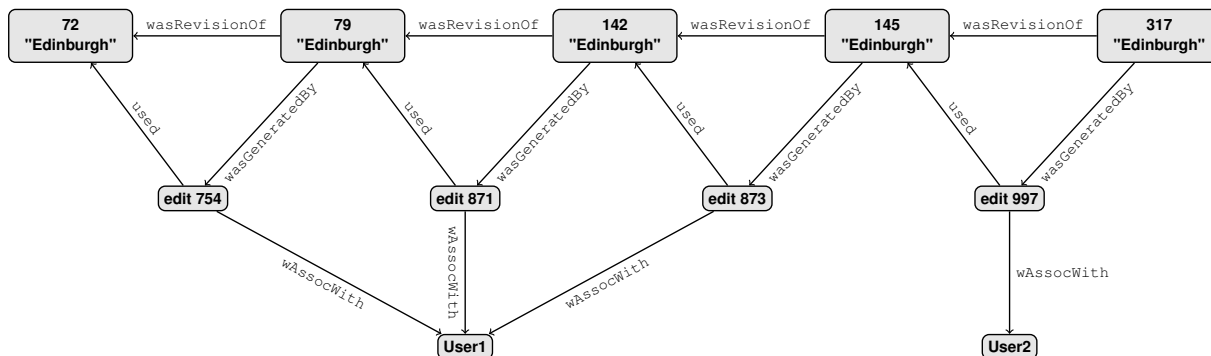 72
"Edinburgh"
wasRevisionOf
79
"Edinburgh"
wasRevisionOf
142
"Edinburgh"
wasRevisionOf
145
"Edinburgh"
wasRevisionOf
317
"Edinburgh"
used
wasGeneratedBy
used
wasGeneratedBy
used
wasGeneratedBy
used
wasGeneratedBy
edit 754
edit 871
edit 873
edit 997
wAssocWith
wAssocWith
wAssocWith
wAssocWith
User1
User2